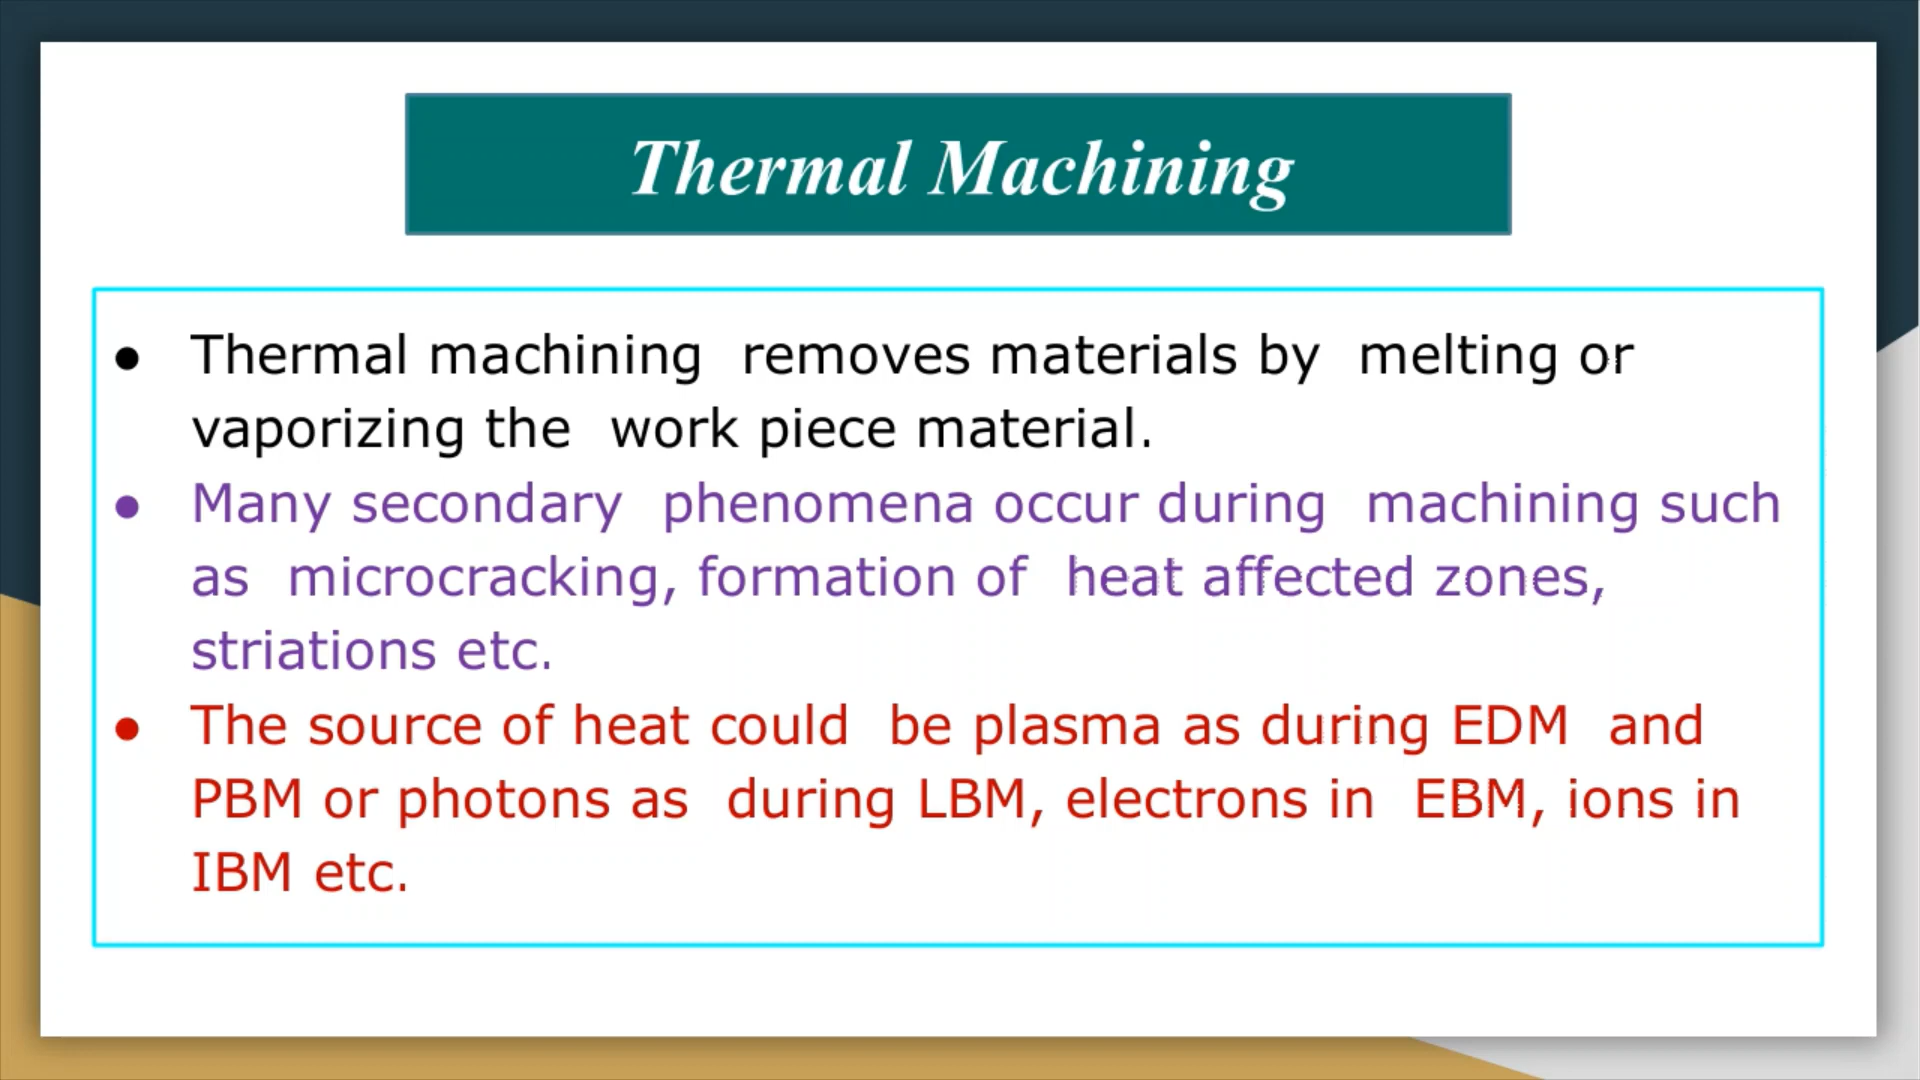 Thermal Machining
● Thermal machining removes materials by melting or
vaporizing the work piece material.
● Many secondary phenomena occur during machining such
as microcracking, formation of heat affected zones,
striations etc.
● The source of heat could be plasma as during EDM and
PBM or photons as during LBM, electrons in EBM, ions in
IBM etc.